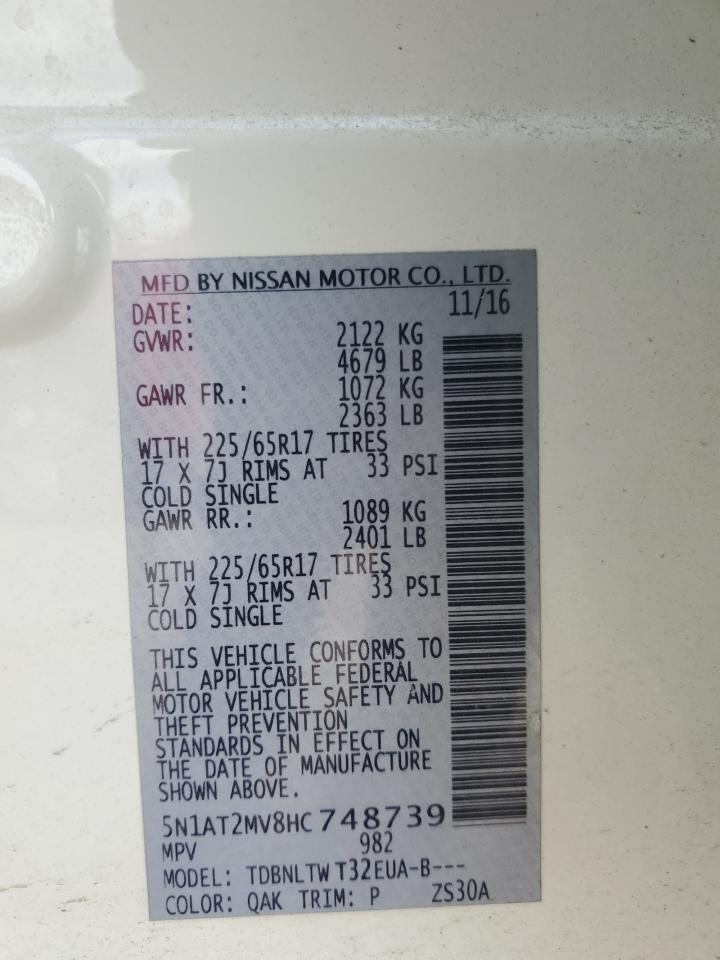 MFD BY NISSAN MOTOR CO., LTD.
DATE: 11/16
GVWR: 2122 KG
4679 LB
GAWR FR.: 1072 KG
2363 LB
WITH 225/65R17 TIRES
17 X 7J RIMS AT 33 PSI
COLD SINGLE
GAWR RR.: 1089 KG
2401 LB
WITH 225/65R17 TIRES
17 X 7J RIMS AT 33 PSI
COLD SINGLE
THIS VEHICLE CONFORMS TO
ALL APPLICABLE FEDERAL
MOTOR VEHICLE SAFETY AND
THEFT PREVENTION
STANDARDS IN EFFECT ON
THE DATE OF MANUFACTURE
SHOWN ABOVE.
5N1AT2MV8HC748739
MPV 982
MODEL: TDBNLTW T32EUA-B---
COLOR: QAK TRIM: P ZS30A